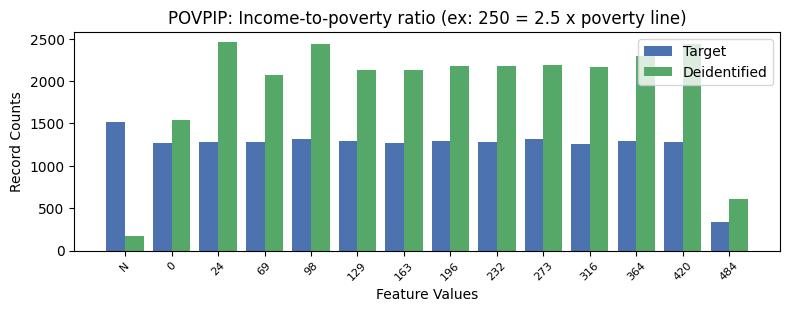 POVPIP: Income-to-poverty ratio (ex: 250 = 2.5 x poverty line)
Record Counts
2500
2000
1500
1000
500
0
Target
Deidentified
N 0 24 69 98 129 163 196 232 273 316 364 420 484
Feature Values